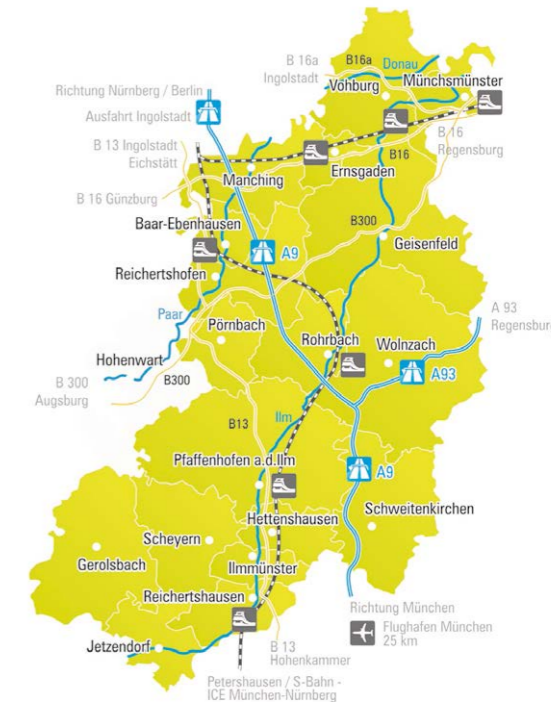 B 16a
Ingolstadt
B16a
Donau
Münchsmünster
Vohburg
Richtung Nürnberg / Berlin
Ausfahrt Ingolstadt
B 13 Ingolstadt
Eichstätt
B 16
Regensburg
B16
Ernsgaden
Manching
B 16 Günzburg
Baar-Ebenhausen
B300
Geisenfeld
A9
Reichertshofen
Paar
Pörnbach
A 93
Regensburg
Rohrbach
Wolnzach
Hohenwart
B 300
Augsburg
B300
A93
B13
Ilm
Pfaffenhofen a.d.Ilm
A9
Hettenshausen
Schweitenkirchen
Scheyern
Gerolsbach
Ilmmünster
Reichertshausen
Richtung München
Flughafen München
25 km
Jetzendorf
B 13
Hohenkammer
Petershausen / S-Bahn -
ICE München-Nürnberg